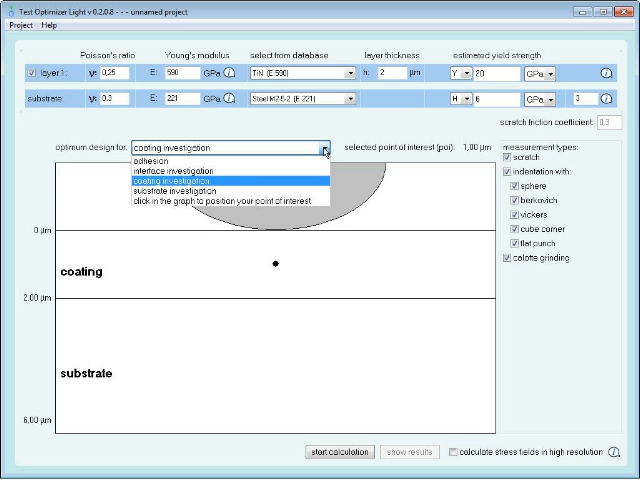 Test Optimizer Light v 0.2.0.8 - - - unnamed project
Project Help
Poisson's ratio Young's modulus select from database layer thickness estimated yield strength
layer 1: ν: 0,25 E: 590 GPa i TiN (E:590) h: 2 µm Y 20 GPa i
substrate: ν: 0,3 E: 221 GPa i Steel M2-5-2 (E:221) H 6 GPa 3 i
scratch friction coefficient: 0,3
optimum design for: coating investigation selected point of interest (poi): 1,00 µm measurement types:
adhesion
interface investigation
coating investigation
substrate investigation
click in the graph to position your point of interest
scratch
indentation with:
sphere
berkovich
vickers
cube corner
flat punch
calotte grinding
0 µm
coating
2,00 µm
substrate
6,00 µm
start calculation show results calculate stress fields in high resolution i